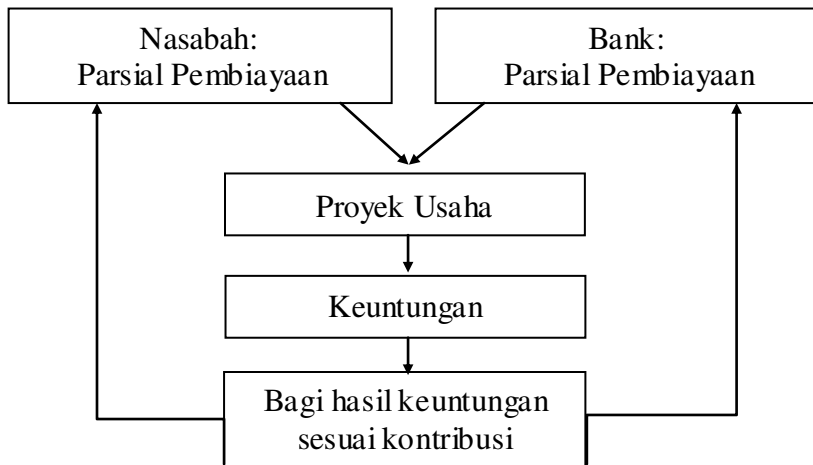 Nasabah:
Parsial Pembiayaan
Bank:
Parsial Pembiayaan
Proyek Usaha
Keuntungan
Bagi hasil keuntungan
sesuai kontribusi